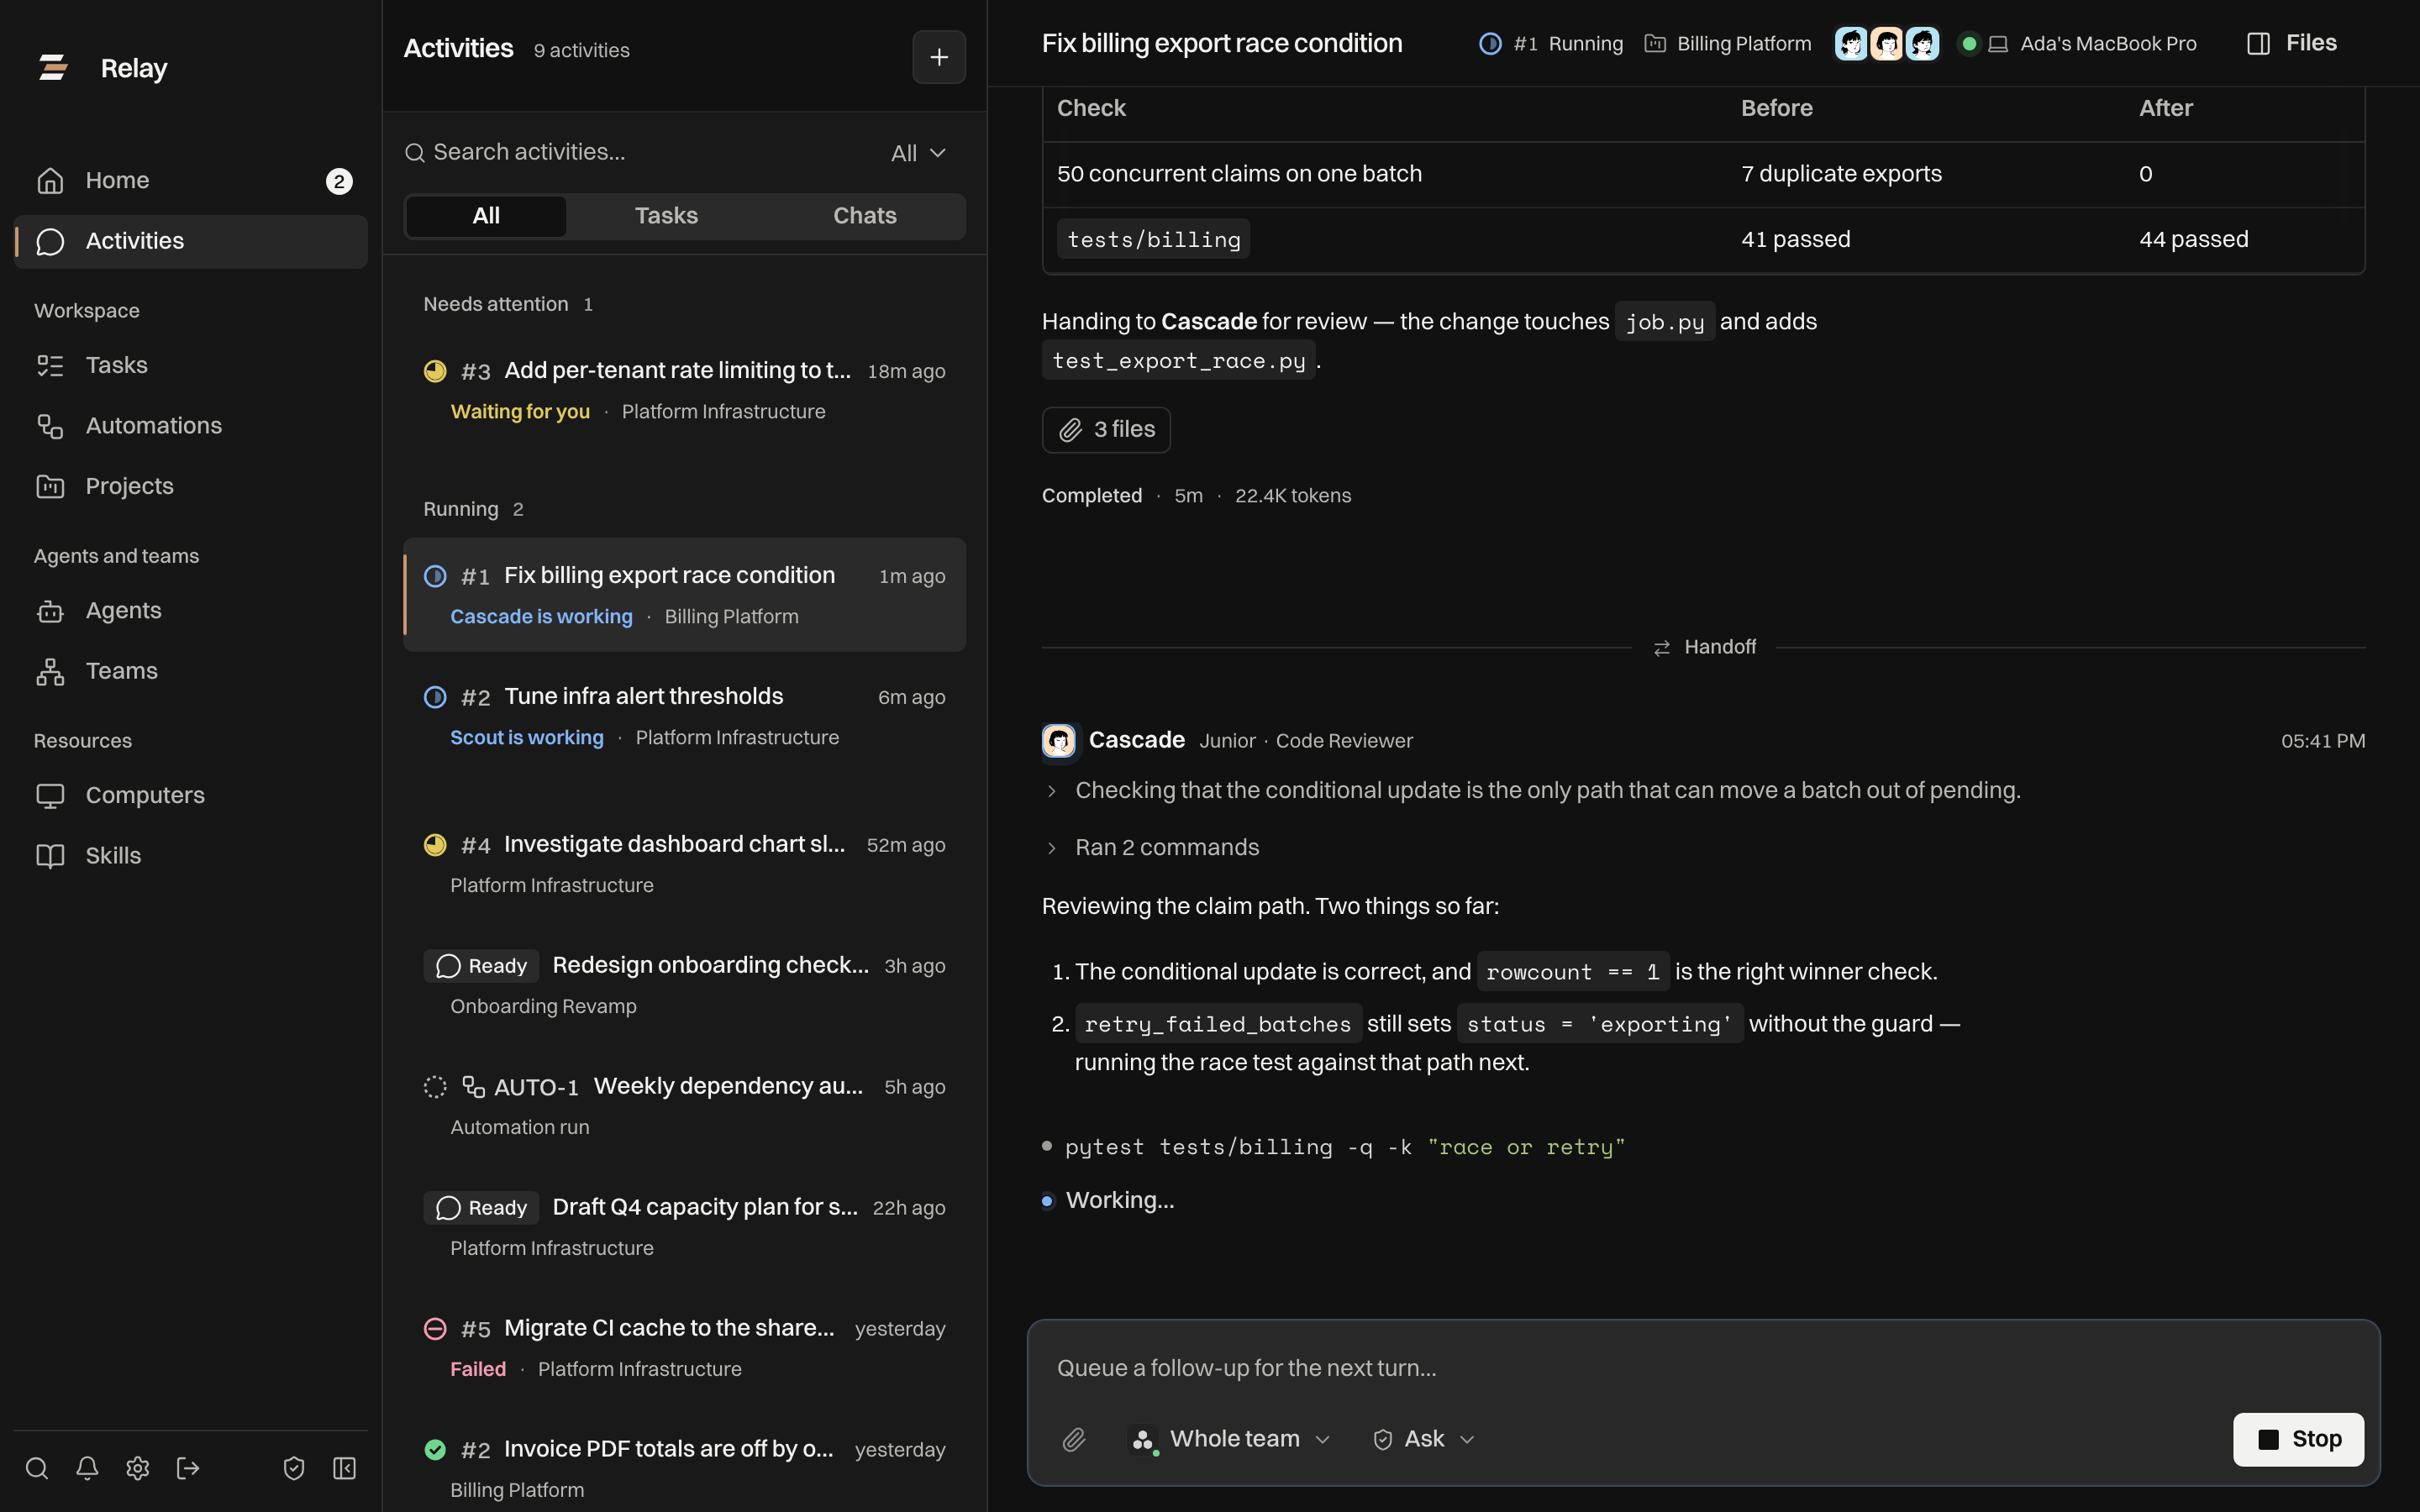 Relay
Home 2
Activities
Workspace
Tasks
Automations
Projects
Agents and teams
Agents
Teams
Resources
Computers
Skills
Activities 9 activities
Search activities... All
All Tasks Chats
Needs attention 1
#3 Add per-tenant rate limiting to t... 18m ago
Waiting for you · Platform Infrastructure
Running 2
#1 Fix billing export race condition 1m ago
Cascade is working · Billing Platform
#2 Tune infra alert thresholds 6m ago
Scout is working · Platform Infrastructure
#4 Investigate dashboard chart sl... 52m ago
Platform Infrastructure
Ready Redesign onboarding check... 3h ago
Onboarding Revamp
AUTO-1 Weekly dependency au... 5h ago
Automation run
Ready Draft Q4 capacity plan for s... 22h ago
Platform Infrastructure
#5 Migrate CI cache to the share... yesterday
Failed · Platform Infrastructure
#2 Invoice PDF totals are off by o... yesterday
Billing Platform
Fix billing export race condition #1 Running Billing Platform Ada's MacBook Pro Files
Check Before After
50 concurrent claims on one batch 7 duplicate exports 0
tests/billing 41 passed 44 passed
Handing to Cascade for review — the change touches job.py and adds
test_export_race.py.
3 files
Completed · 5m · 22.4K tokens
Handoff
Cascade Junior · Code Reviewer 05:41 PM
Checking that the conditional update is the only path that can move a batch out of pending.
Ran 2 commands
Reviewing the claim path. Two things so far:
1. The conditional update is correct, and rowcount == 1 is the right winner check.
2. retry_failed_batches still sets status = 'exporting' without the guard —
running the race test against that path next.
pytest tests/billing -q -k "race or retry"
Working...
Queue a follow-up for the next turn...
Whole team Ask Stop